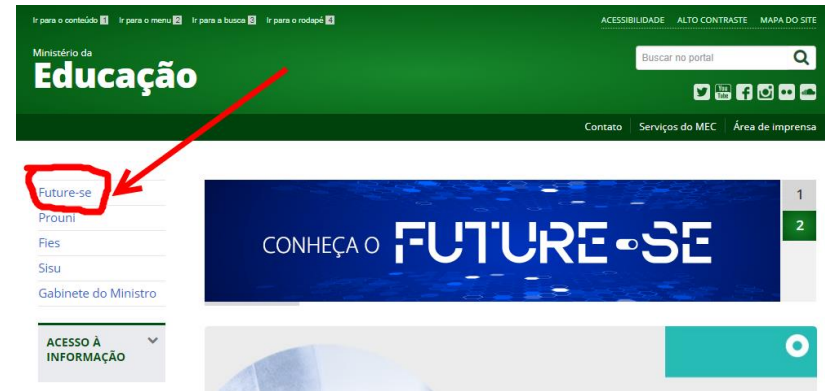 Ir para o conteúdo 1 Ir para o menu 2 Ir para a busca 3 Ir para o rodapé 4
ACESSIBILIDADE ALTO CONTRASTE MAPA DO SITE
Ministério da
Educação
Buscar no portal
You Tube
Contato Serviços do MEC Área de imprensa
Future-se
Prouni
Fies
Sisu
Gabinete do Ministro
CONHEÇA O FUTURE-SE
1
2
ACESSO À
INFORMAÇÃO